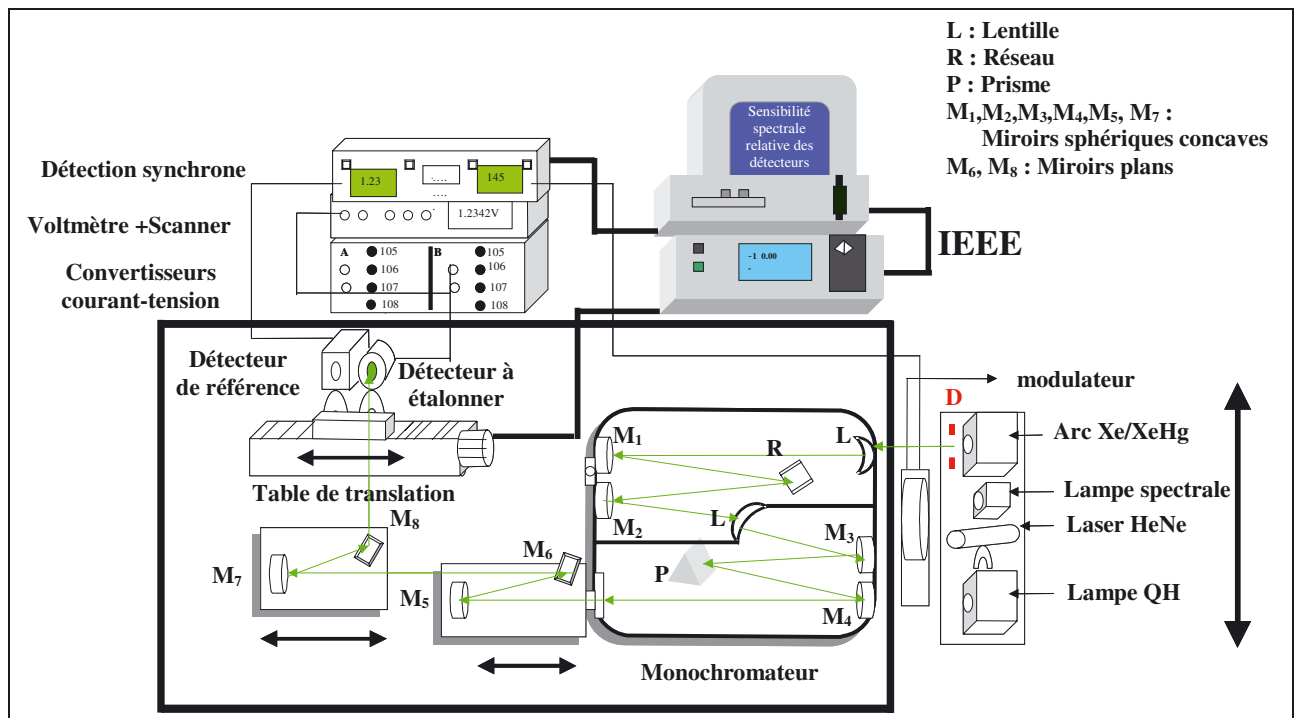 L : Lentille
R : Réseau
P : Prisme
M1,M2,M3,M4,M5, M7 :
Miroirs sphériques concaves
M6, M8 : Miroirs plans
Sensibilité
spectrale
relative des
détecteurs
Détection synchrone
1.23
145
Voltmètre +Scanner
1.2342V
IEEE
Convertisseurs
courant-tension
A
105
106
107
108
B
105
106
107
108
-1 0.00
Détecteur
de référence
Détecteur à
étalonner
modulateur
D
Arc Xe/XeHg
Lampe spectrale
Laser HeNe
Lampe QH
M1
R
L
M2
L
M3
P
M4
Table de translation
M8
M7
M6
M5
Monochromateur